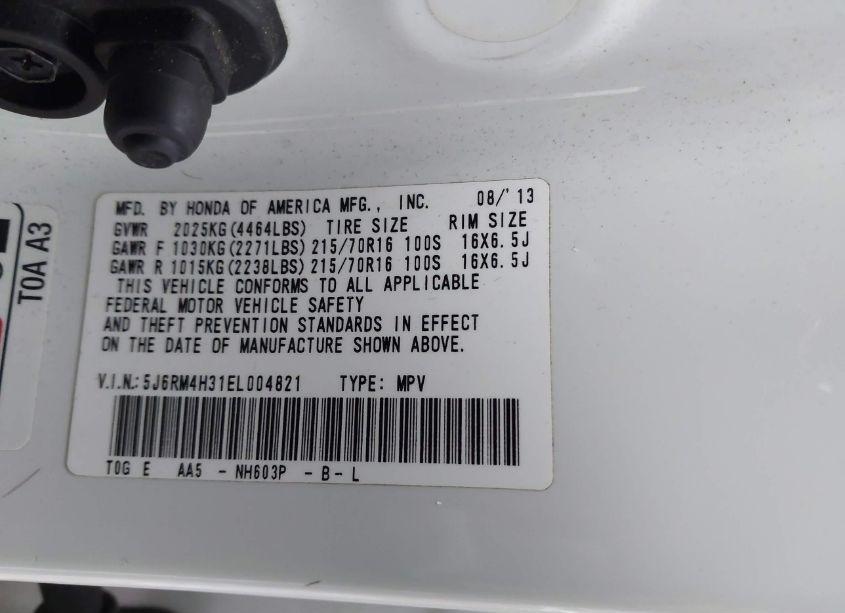 MFD. BY HONDA OF AMERICA MFG., INC. 08/'13
GVWR 2025KG(4464LBS) TIRE SIZE RIM SIZE
GAWR F 1030KG(2271LBS) 215/70R16 100S 16X6.5J
GAWR R 1015KG(2238LBS) 215/70R16 100S 16X6.5J
THIS VEHICLE CONFORMS TO ALL APPLICABLE
FEDERAL MOTOR VEHICLE SAFETY
AND THEFT PREVENTION STANDARDS IN EFFECT
ON THE DATE OF MANUFACTURE SHOWN ABOVE.
V.I.N.: 5J6RM4H31EL004821 TYPE: MPV
T0G E AA5 - NH603P - B - L
T0A A3